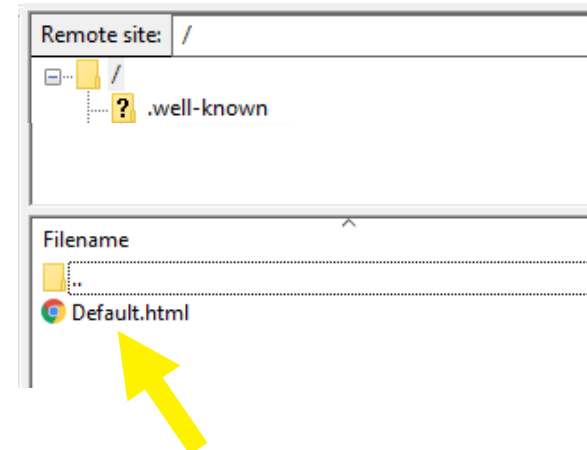 Remote site: /
/
? .well-known
Filename
..
Default.html